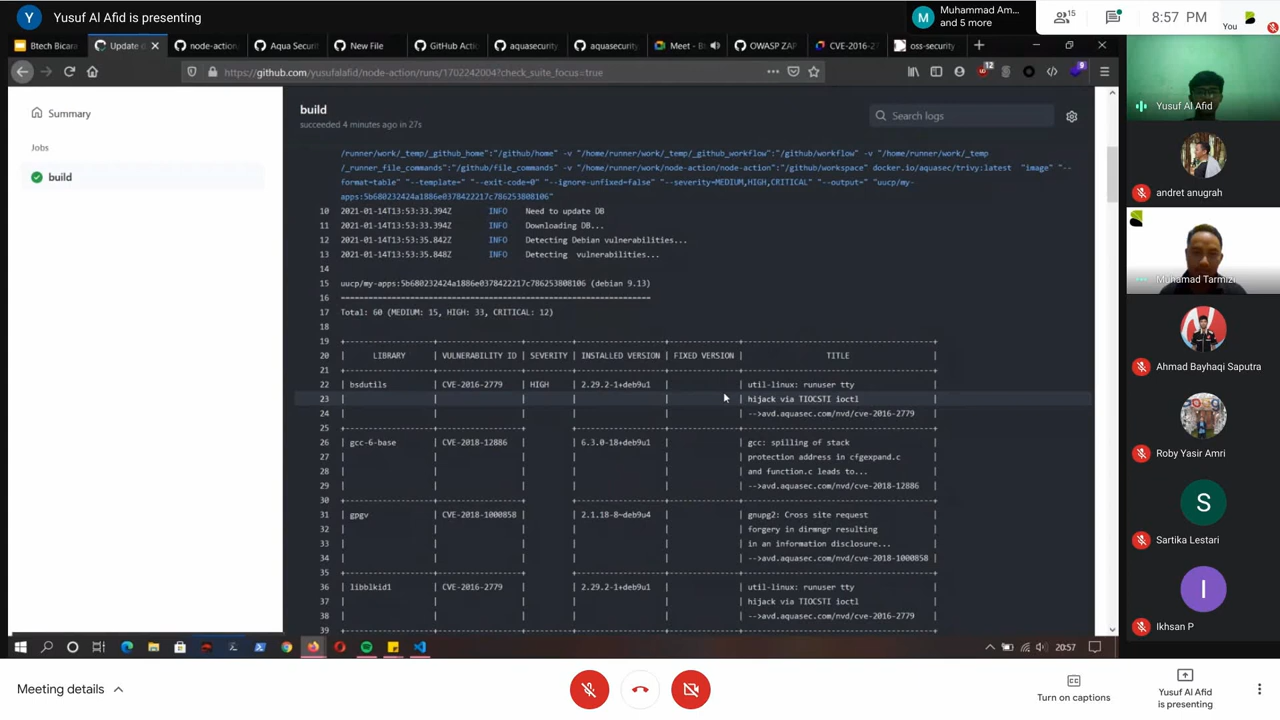 Y
Yusuf Al Afid is presenting
M
Muhammad Am...
and 5 more
15
8:57 PM
You
Btech Bicara
Update d
node-action
Aqua Securi
New File
GitHub Acti
aquasecurity
aquasecurity
Meet -
OWASP ZAP
CVE-2016-27
oss-security
https://github.com/yusufalafid/node-action/runs/1702242004?check_suite_focus=true
12
9
Summary
Jobs
build
build
succeeded 4 minutes ago in 27s
Search logs
/runner/work/_temp/_github_home":"/github/home" -v "/home/runner/work/_temp/_github_workflow":"/github/workflow" -v "/home/runner/work/_temp
/_runner_file_commands":"/github/file_commands" -v "/home/runner/work/node-action/node-action":"/github/workspace" docker.io/aquasec/trivy:latest "image" "--
format=table" "--template=" "--exit-code=0" "--ignore-unfixed=false" "--severity=MEDIUM,HIGH,CRITICAL" "--output=" "uucp/my-
apps:5b680232424a1886e0378422217c786253808106"
10 2021-01-14T13:53:33.394Z INFO Need to update DB
11 2021-01-14T13:53:33.394Z INFO Downloading DB...
12 2021-01-14T13:53:35.842Z INFO Detecting Debian vulnerabilities...
13 2021-01-14T13:53:35.848Z INFO Detecting vulnerabilities...
14
15 uucp/my-apps:5b680232424a1886e0378422217c786253808106 (debian 9.13)
16 ==========================================================
17 Total: 60 (MEDIUM: 15, HIGH: 33, CRITICAL: 12)
18
19
20 | LIBRARY | VULNERABILITY ID | SEVERITY | INSTALLED VERSION | FIXED VERSION | TITLE |
21
22 | bsdutils | CVE-2016-2779 | HIGH | 2.29.2-1+deb9u1 | | util-linux: runuser tty |
23 | hijack via TIOCSTI ioctl |
24 | -->avd.aquasec.com/nvd/cve-2016-2779 |
25
26 | gcc-6-base | CVE-2018-12886 | | 6.3.0-18+deb9u1 | | gcc: spilling of stack |
27 | protection address in cfgexpand.c |
28 | and function.c leads to... |
29 | -->avd.aquasec.com/nvd/cve-2018-12886 |
30
31 | gpgv | CVE-2018-1000858 | | 2.1.18-8~deb9u4 | | gnupg2: Cross site request |
32 | forgery in dirmngr resulting |
33 | in an information disclosure... |
34 | -->avd.aquasec.com/nvd/cve-2018-1000858 |
35
36 | libblkid1 | CVE-2016-2779 | | 2.29.2-1+deb9u1 | | util-linux: runuser tty |
37 | hijack via TIOCSTI ioctl |
38 | -->avd.aquasec.com/nvd/cve-2016-2779 |
39
20:57
Yusuf Al Afid
andret anugrah
Muhamad Tarmizi
Ahmad Bayhaqi Saputra
Roby Yasir Amri
S
Sartika Lestari
I
Ikhsan P
Meeting details
Turn on captions
Yusuf Al Afid
is presenting